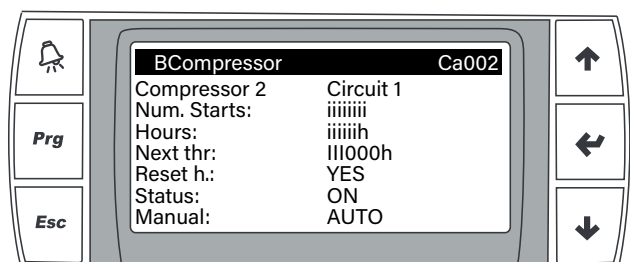 BCompressor Ca002
Compressor 2 Circuit 1
Num. Starts: iiiiiiii
Hours: iiiiiih
Next thr: III000h
Reset h.: YES
Status: ON
Manual: AUTO
Prg
Esc